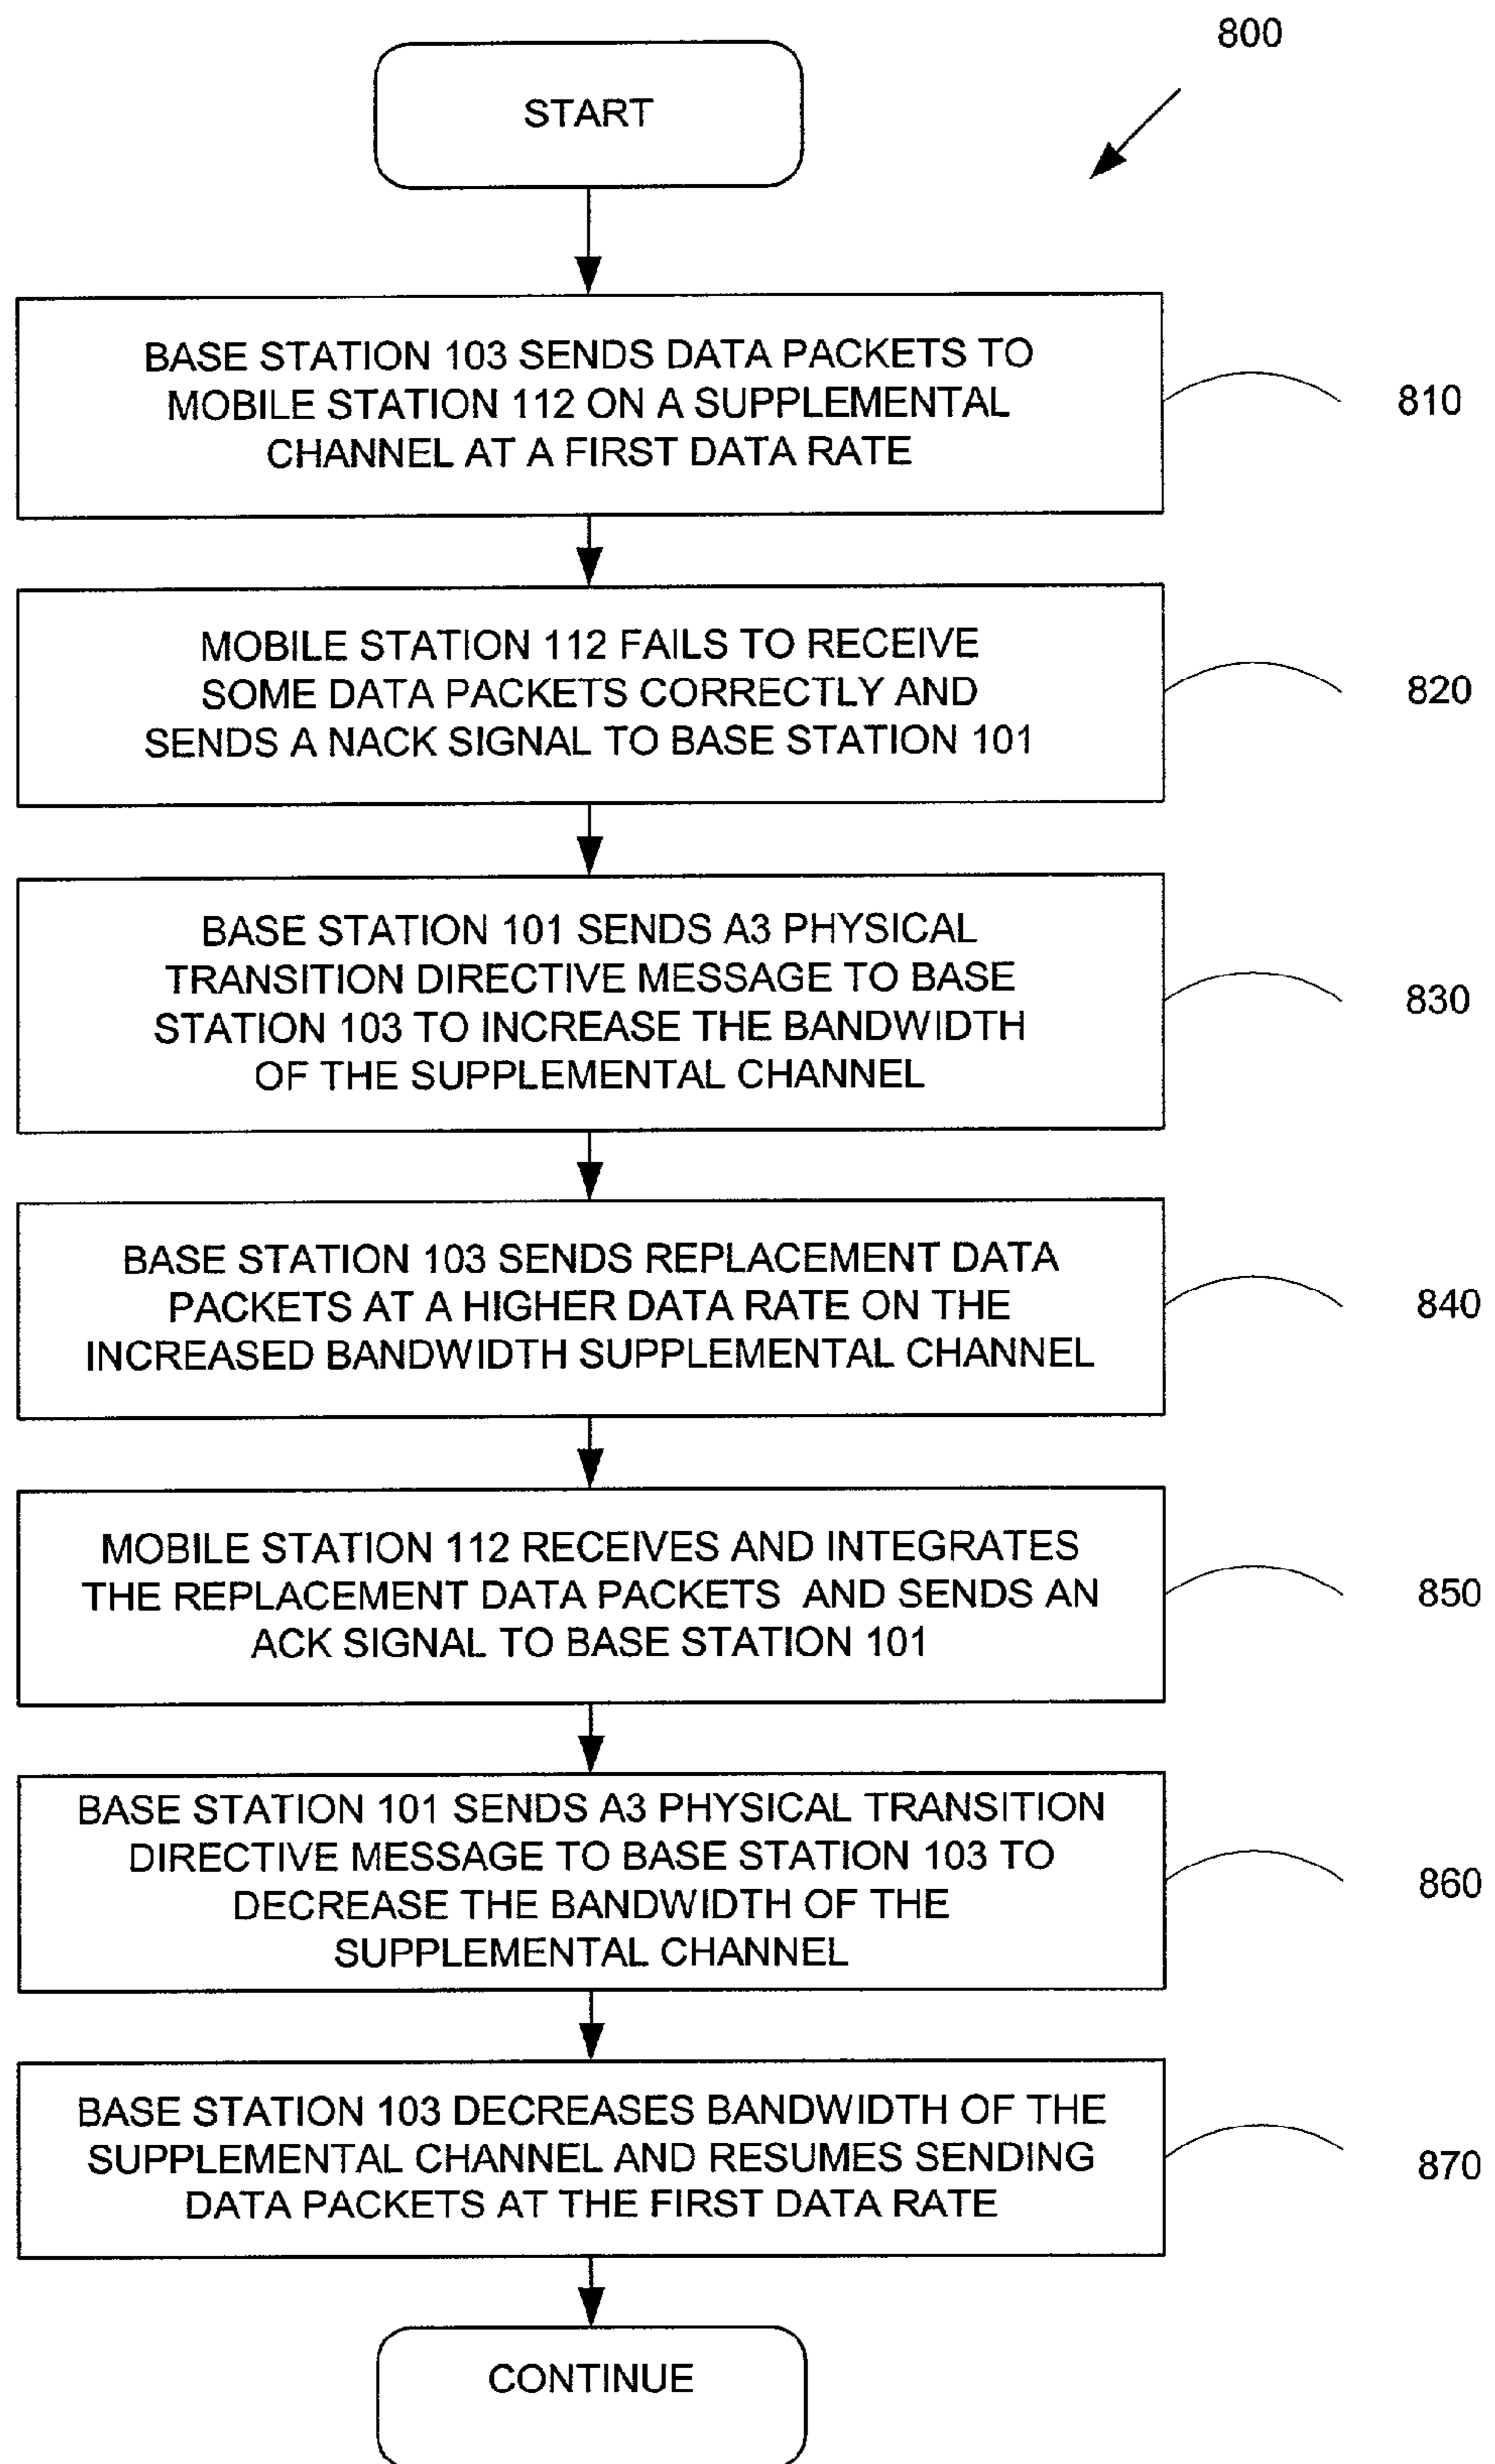 800
START
BASE STATION 103 SENDS DATA PACKETS TO
MOBILE STATION 112 ON A SUPPLEMENTAL
CHANNEL AT A FIRST DATA RATE
810
MOBILE STATION 112 FAILS TO RECEIVE
SOME DATA PACKETS CORRECTLY AND
SENDS A NACK SIGNAL TO BASE STATION 101
820
BASE STATION 101 SENDS A3 PHYSICAL
TRANSITION DIRECTIVE MESSAGE TO BASE
STATION 103 TO INCREASE THE BANDWIDTH
OF THE SUPPLEMENTAL CHANNEL
830
BASE STATION 103 SENDS REPLACEMENT DATA
PACKETS AT A HIGHER DATA RATE ON THE
INCREASED BANDWIDTH SUPPLEMENTAL CHANNEL
840
MOBILE STATION 112 RECEIVES AND INTEGRATES
THE REPLACEMENT DATA PACKETS AND SENDS AN
ACK SIGNAL TO BASE STATION 101
850
BASE STATION 101 SENDS A3 PHYSICAL TRANSITION
DIRECTIVE MESSAGE TO BASE STATION 103 TO
DECREASE THE BANDWIDTH OF THE
SUPPLEMENTAL CHANNEL
860
BASE STATION 103 DECREASES BANDWIDTH OF THE
SUPPLEMENTAL CHANNEL AND RESUMES SENDING
DATA PACKETS AT THE FIRST DATA RATE
870
CONTINUE